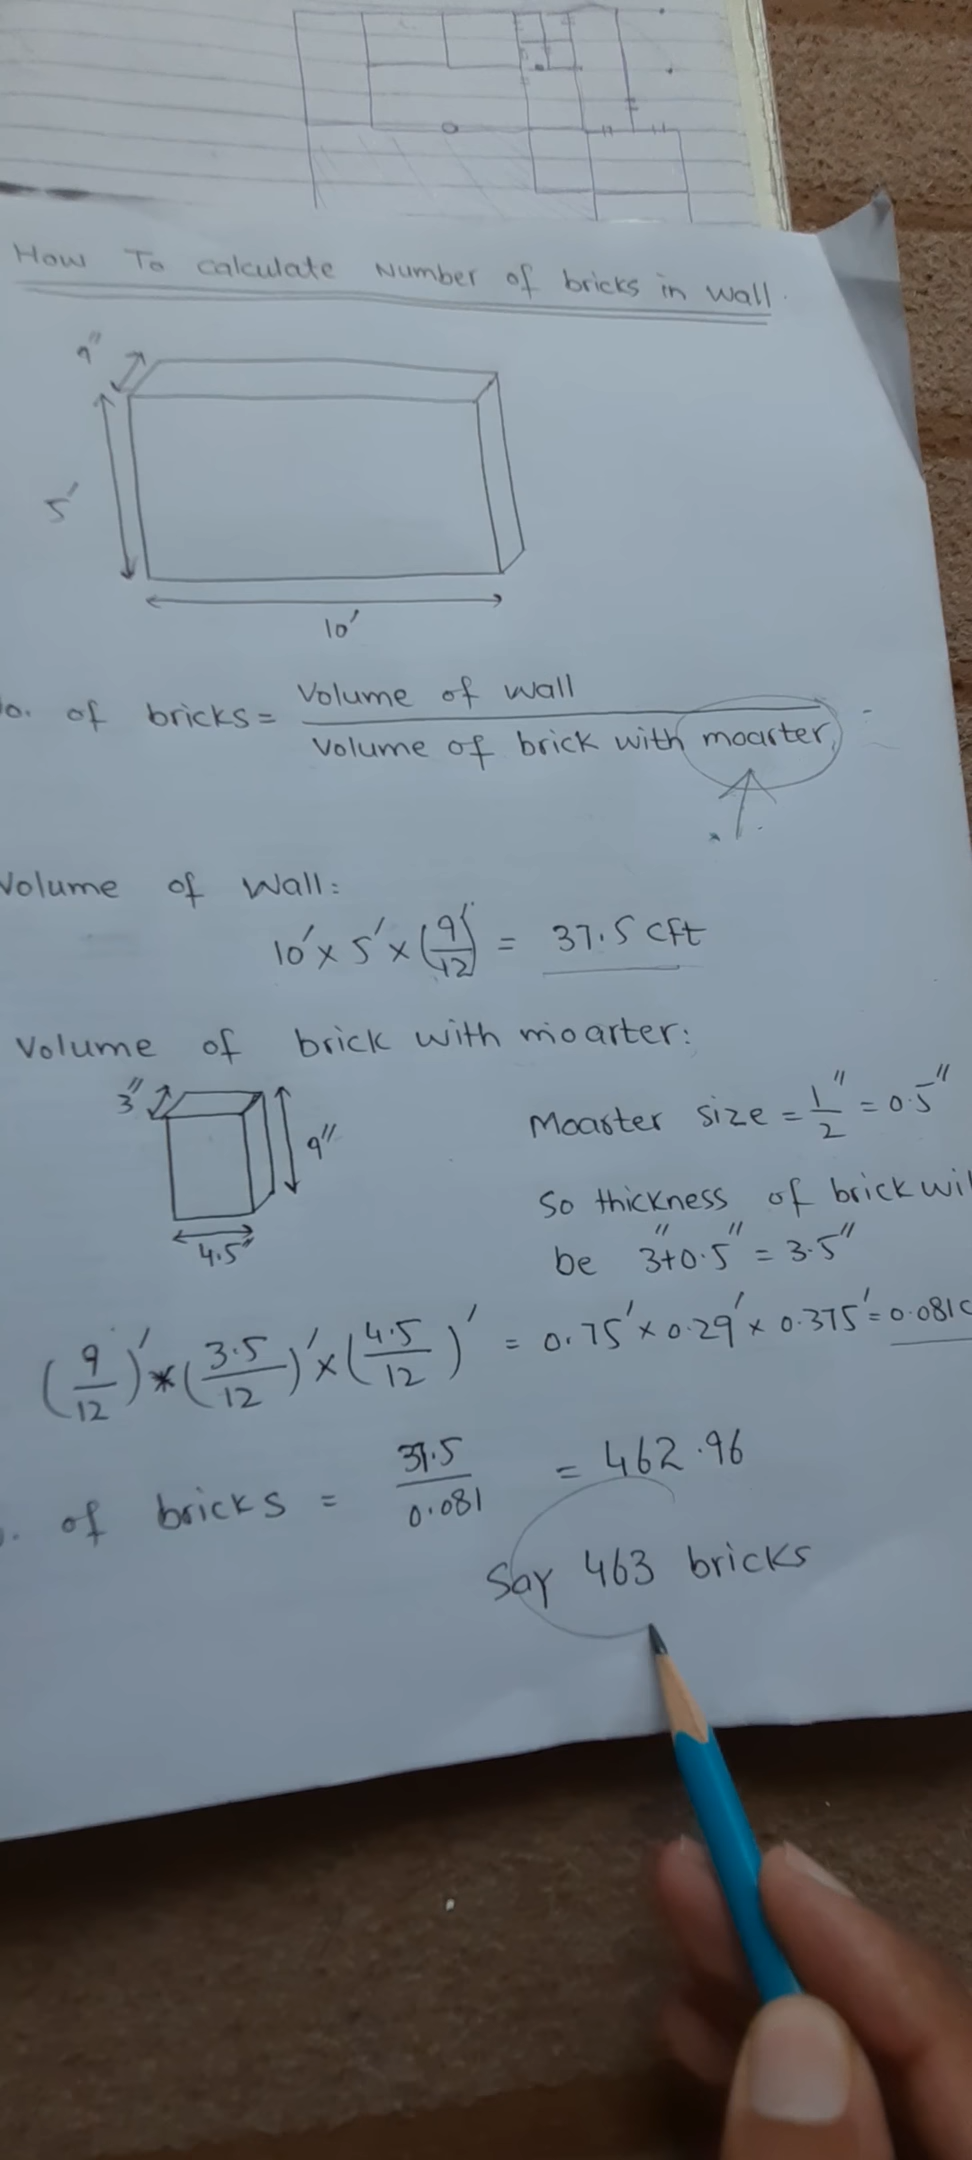 How To calculate Number of bricks in wall.
9"
5'
10'
of bricks = Volume of wall
Volume of brick with moarter
Volume of Wall:
10' x 5' x (9/12)' = 37.5 cft
Volume of brick with moarter:
3"
9"
4.5"
Moarter size = 1/2" = 0.5"
So thickness of brick
be 3"+0.5" = 3.5"
(9/12)' x (3.5/12)' x (4.5/12)' = 0.75' x 0.29' x 0.375' = 0.081c
of bricks = 37.5/0.081 = 462.96
Say 463 bricks